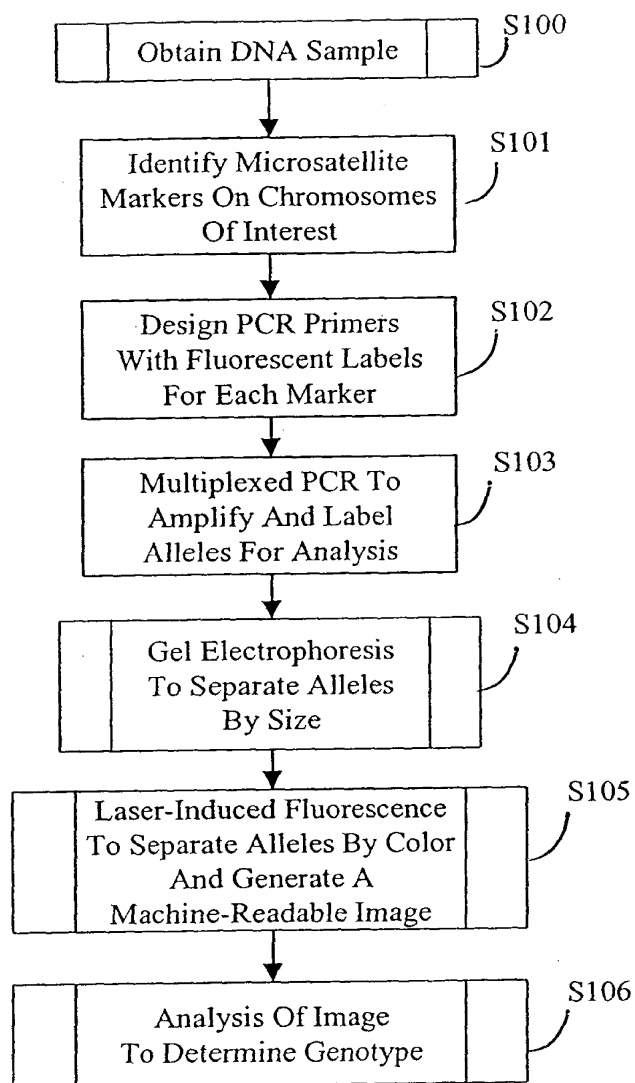 S100
Obtain DNA Sample
S101
Identify Microsatellite
Markers On Chromosomes
Of Interest
S102
Design PCR Primers
With Fluorescent Labels
For Each Marker
S103
Multiplexed PCR To
Amplify And Label
Alleles For Analysis
S104
Gel Electrophoresis
To Separate Alleles
By Size
S105
Laser-Induced Fluorescence
To Separate Alleles By Color
And Generate A
Machine-Readable Image
S106
Analysis Of Image
To Determine Genotype